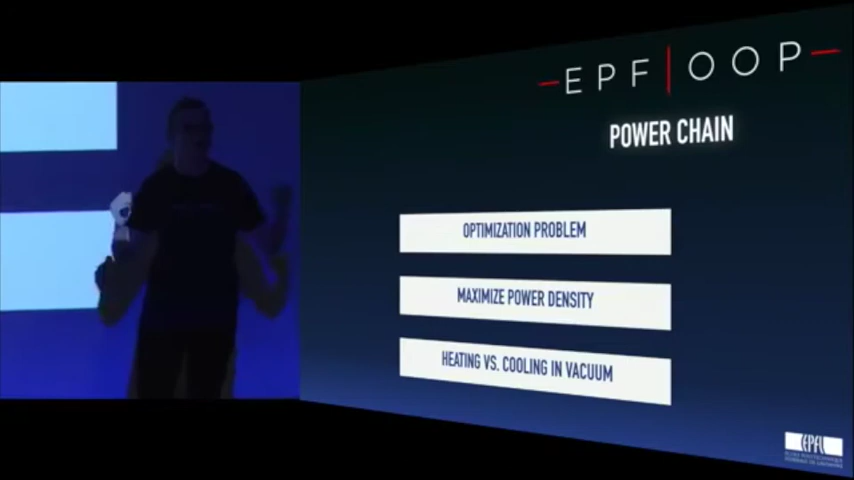 EPF|OOP
POWER CHAIN
OPTIMIZATION PROBLEM
MAXIMIZE POWER DENSITY
HEATING VS. COOLING IN VACUUM
EPFL